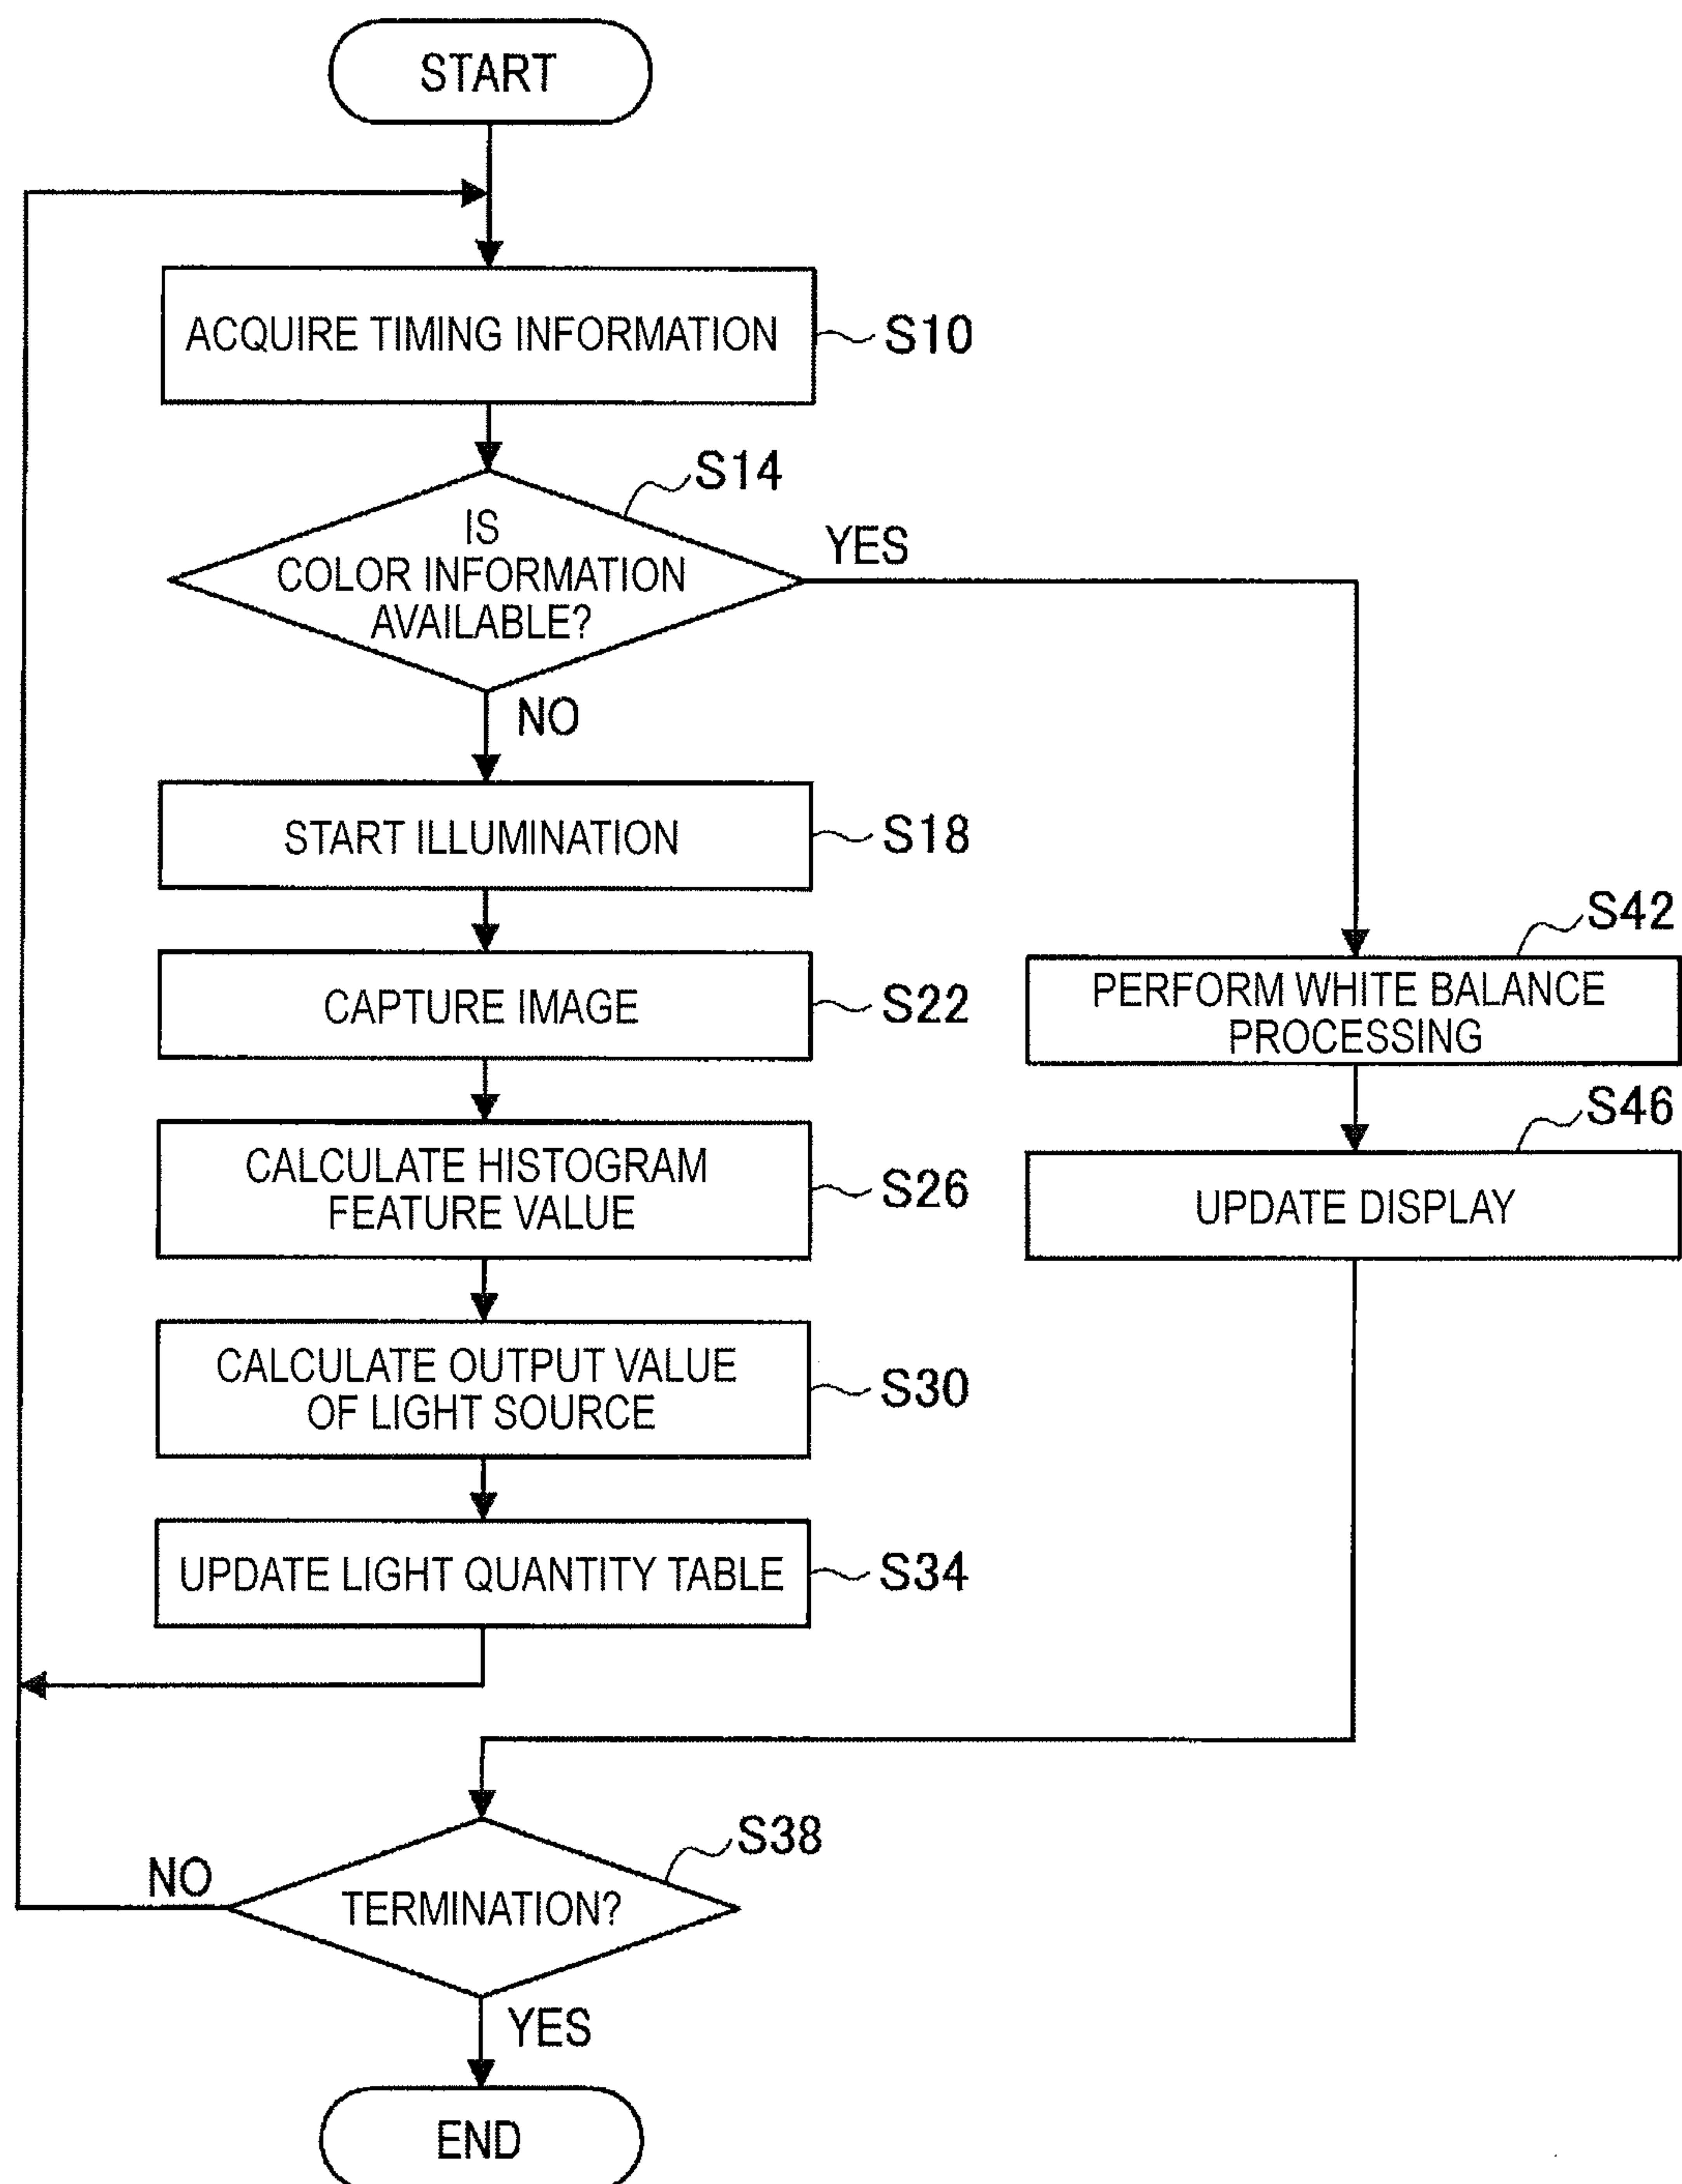 START
ACQUIRE TIMING INFORMATION
S10
S14
IS
COLOR INFORMATION
AVAILABLE?
YES
NO
START ILLUMINATION
S18
CAPTURE IMAGE
S22
S42
PERFORM WHITE BALANCE
PROCESSING
CALCULATE HISTOGRAM
FEATURE VALUE
S26
S46
UPDATE DISPLAY
CALCULATE OUTPUT VALUE
OF LIGHT SOURCE
S30
UPDATE LIGHT QUANTITY TABLE
S34
S38
NO
TERMINATION?
YES
END